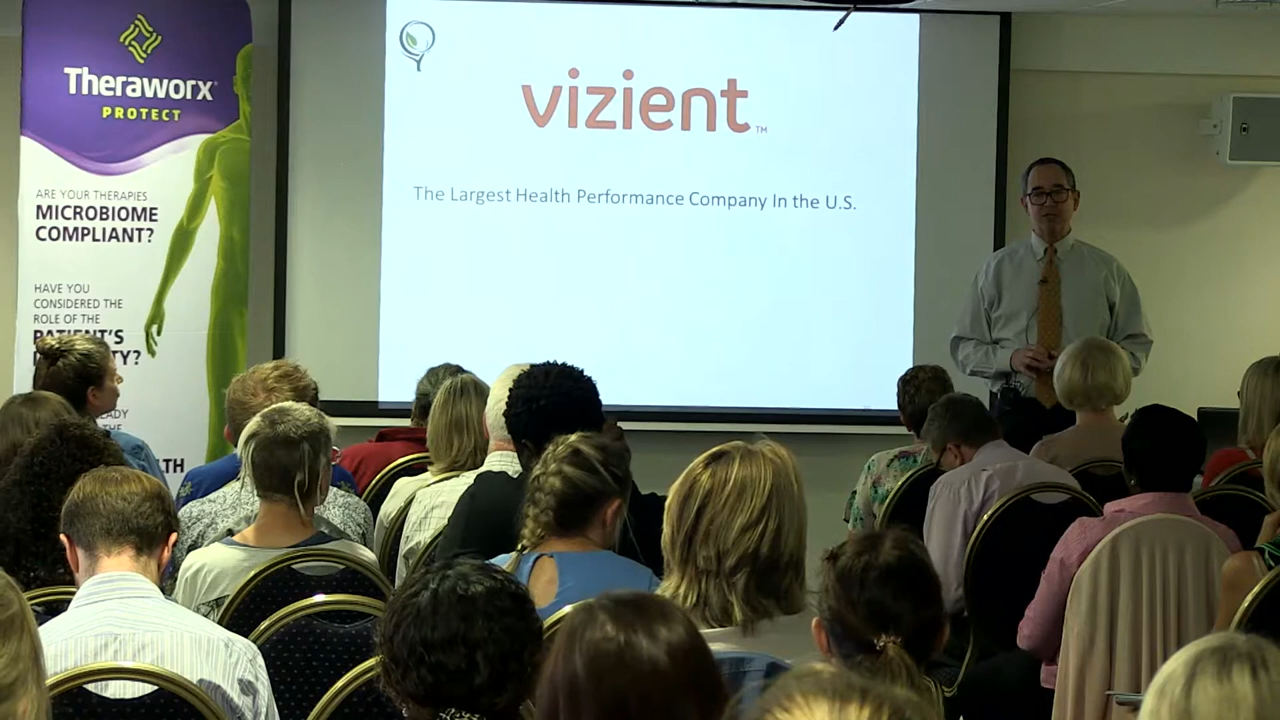 Theraworx®
PROTECT
ARE YOUR THERAPIES
MICROBIOME
COMPLIANT?
HAVE YOU
CONSIDERED THE
ROLE OF THE
PATIENT'S
vizient™
The Largest Health Performance Company In the U.S.